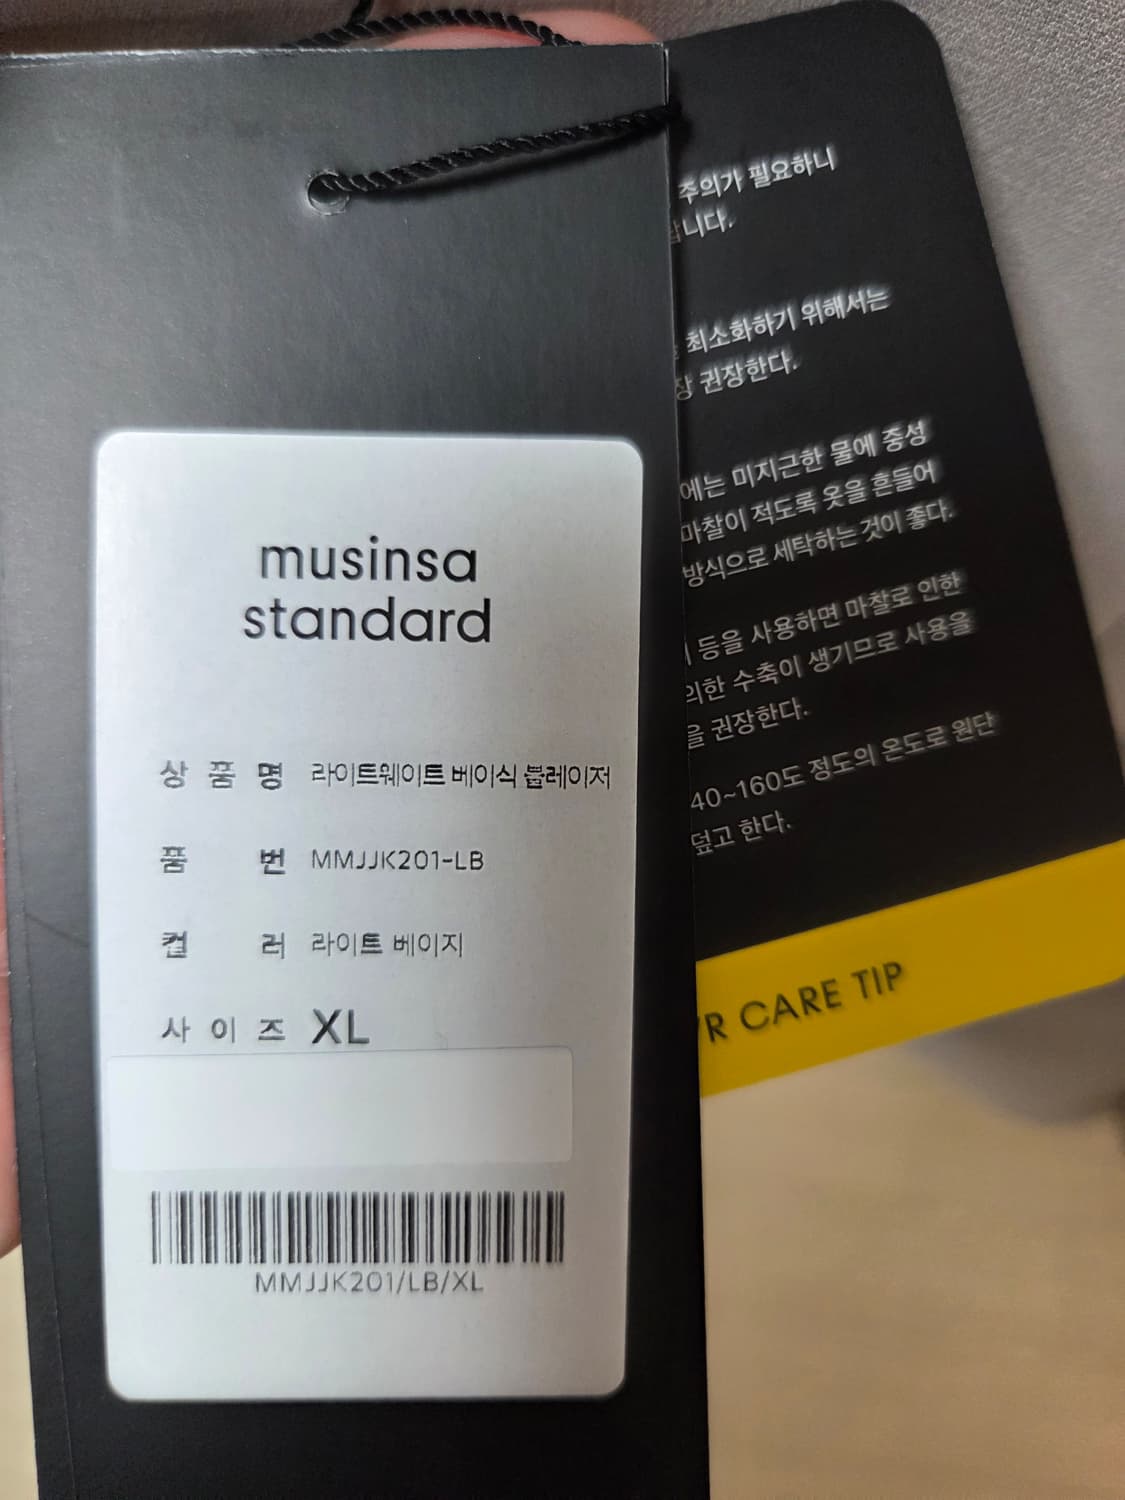 musinsa
standard
상 품 명 라이트웨이트 베이식 블레이저
품 번 MMJJK201-LB
컬 러 라이트 베이지
사 이 즈 XL
MMJJK201/LB/XL
주의가 필요하니
합니다.
최소화하기 위해서는
장 권장한다.
에는 미지근한 물에 중성
마찰이 적도록 옷을 흔들어
방식으로 세탁하는 것이 좋다.
등을 사용하면 마찰로 인한
의한 수축이 생기므로 사용을
을 권장한다.
40~160도 정도의 온도로 원단
덮고 한다.
R CARE TIP